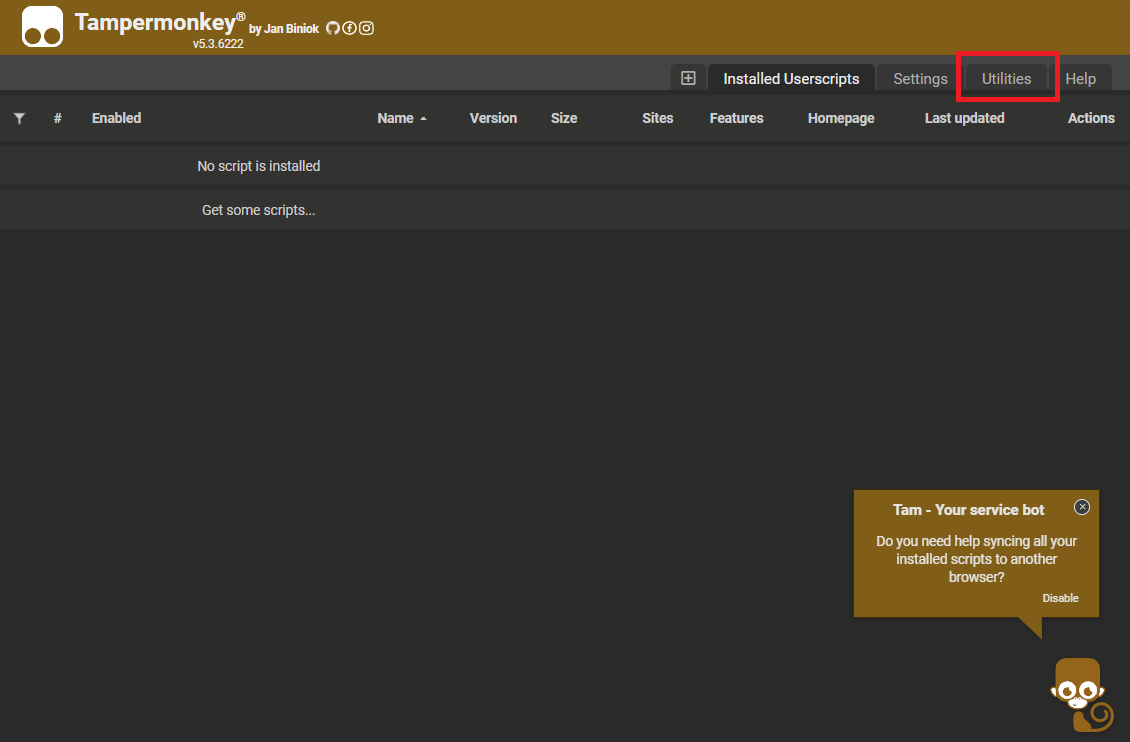 Tampermonkey® by Jan Biniok
v5.3.6222
Installed Userscripts Settings Utilities Help
# Enabled Name Version Size Sites Features Homepage Last updated Actions
No script is installed
Get some scripts...
Tam - Your service bot
Do you need help syncing all your
installed scripts to another
browser?
Disable